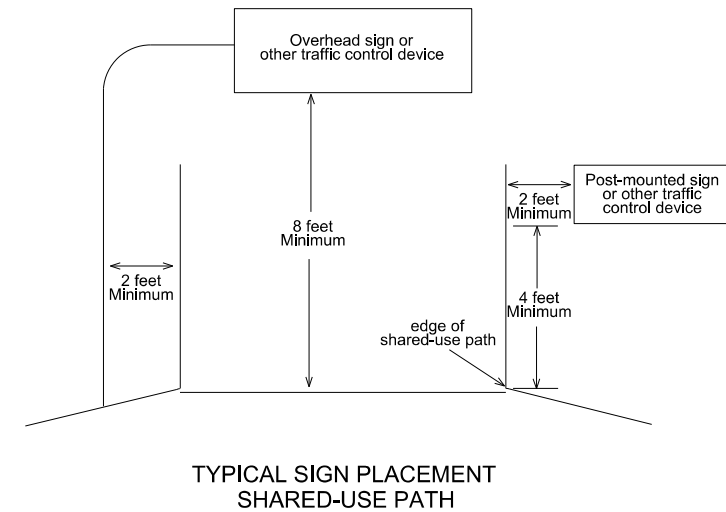 Overhead sign or
other traffic control device
Post-mounted sign
or other traffic
control device
2 feet
Minimum
8 feet
Minimum
2 feet
Minimum
4 feet
Minimum
edge of
shared-use path
TYPICAL SIGN PLACEMENT
SHARED-USE PATH